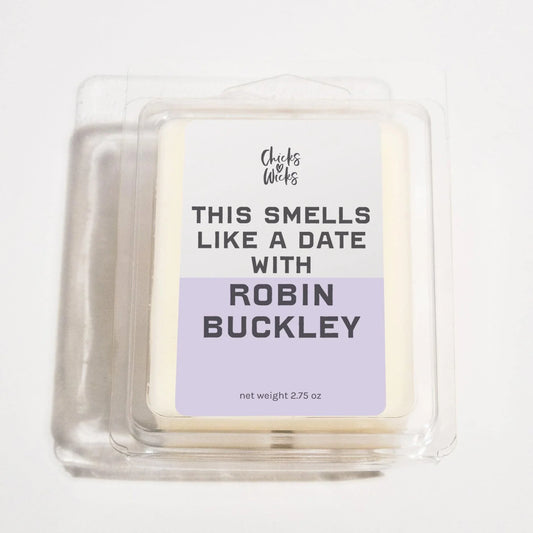 Chicks
Wicks
THIS SMELLS
LIKE A DATE
WITH
ROBIN
BUCKLEY
net weight 2.75 oz